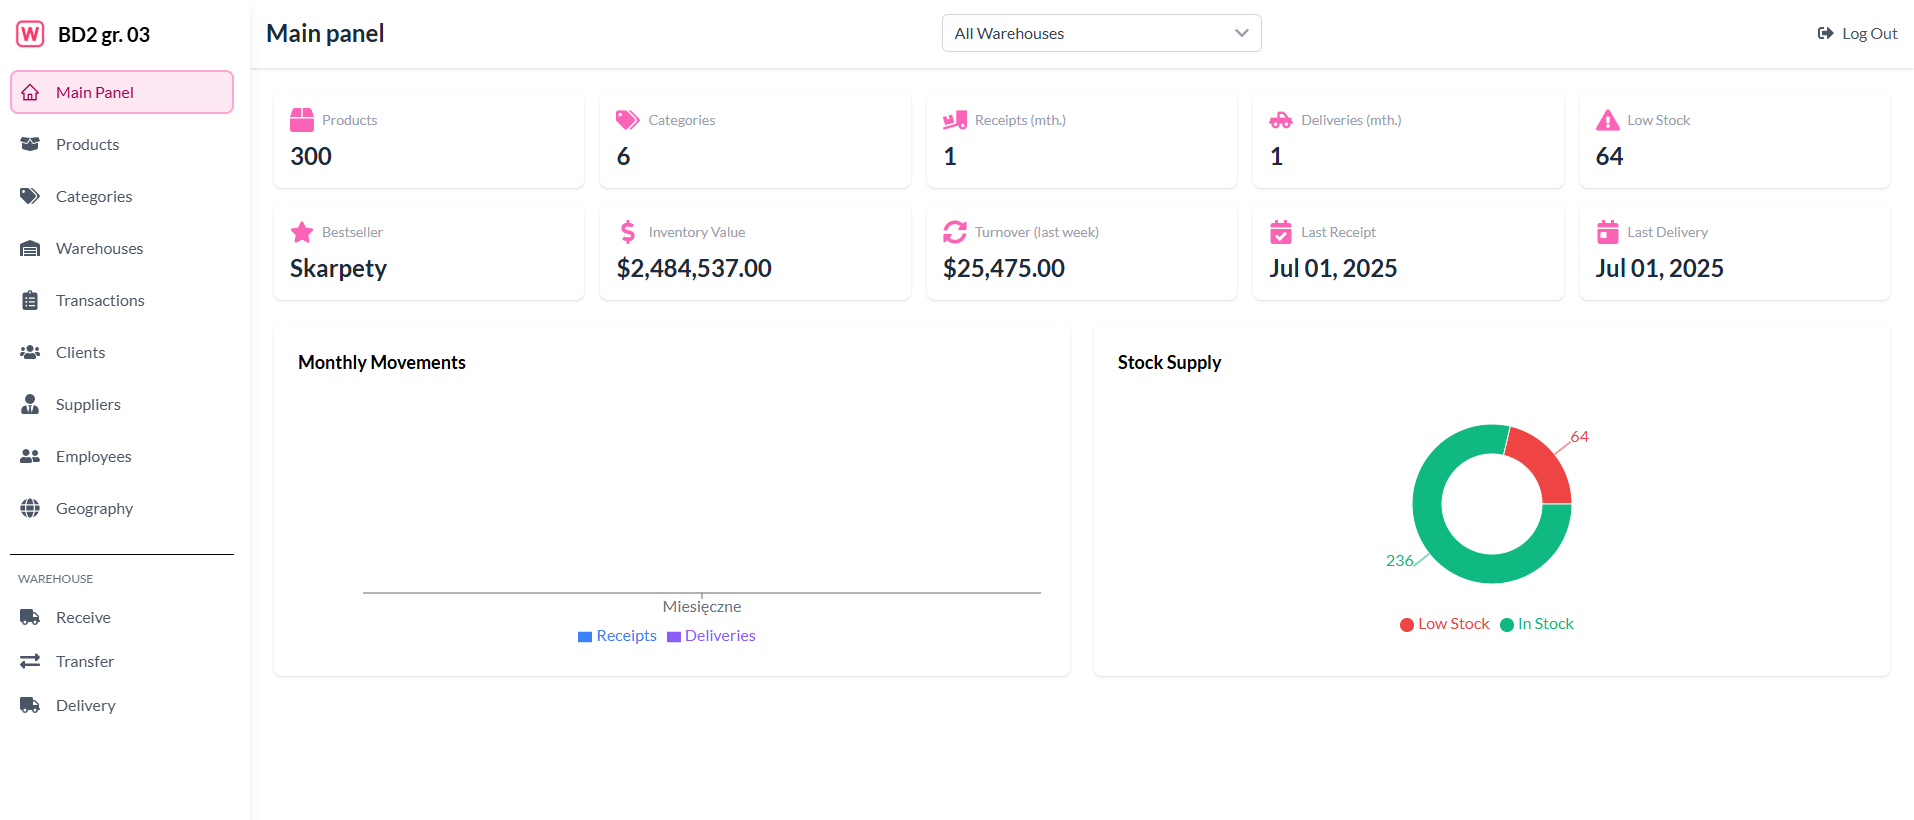 W BD2 gr. 03
Main panel
All Warehouses
Log Out
Main Panel
Products
Categories
Warehouses
Transactions
Clients
Suppliers
Employees
Geography
WAREHOUSE
Receive
Transfer
Delivery
Products
300
Categories
6
Receipts (mth.)
1
Deliveries (mth.)
1
Low Stock
64
Bestseller
Skarpety
Inventory Value
$2,484,537.00
Turnover (last week)
$25,475.00
Last Receipt
Jul 01, 2025
Last Delivery
Jul 01, 2025
Monthly Movements
Miesięczne
Receipts Deliveries
Stock Supply
64
236
Low Stock In Stock